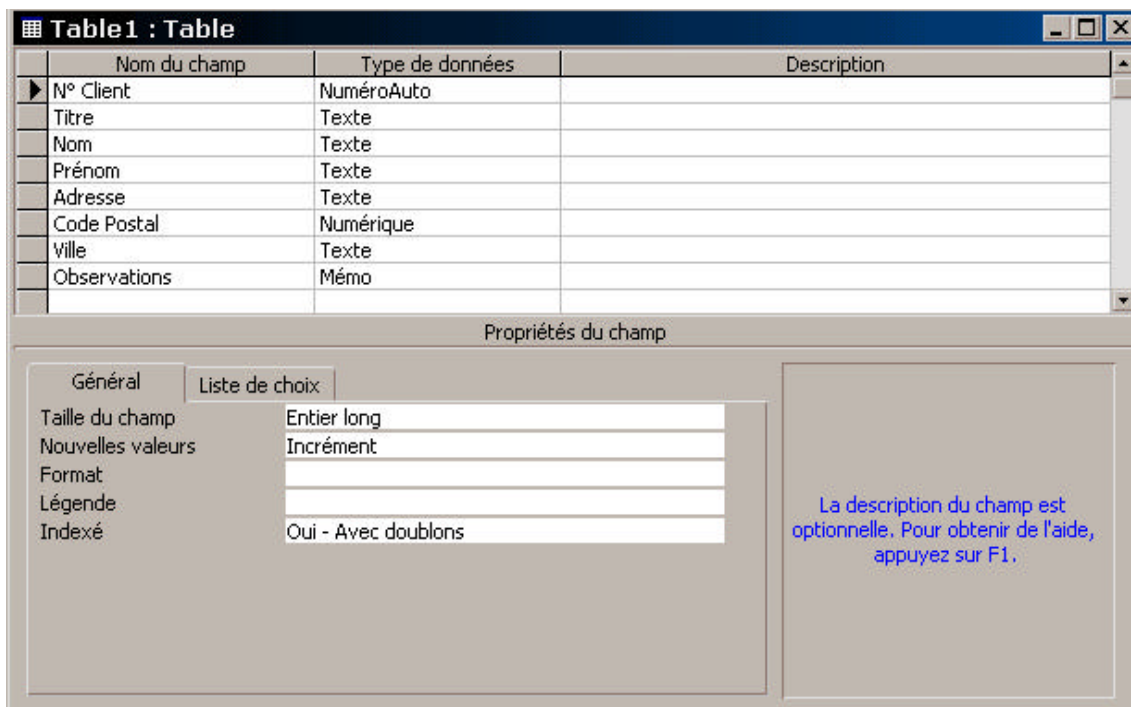 Table1 : Table
Nom du champ Type de données Description
N° Client NuméroAuto
Titre Texte
Nom Texte
Prénom Texte
Adresse Texte
Code Postal Numérique
Ville Texte
Observations Mémo
Propriétés du champ
Général Liste de choix
Taille du champ Entier long
Nouvelles valeurs Incrément
Format
Légende
Indexé Oui - Avec doublons
La description du champ est
optionnelle. Pour obtenir de l'aide,
appuyez sur F1.